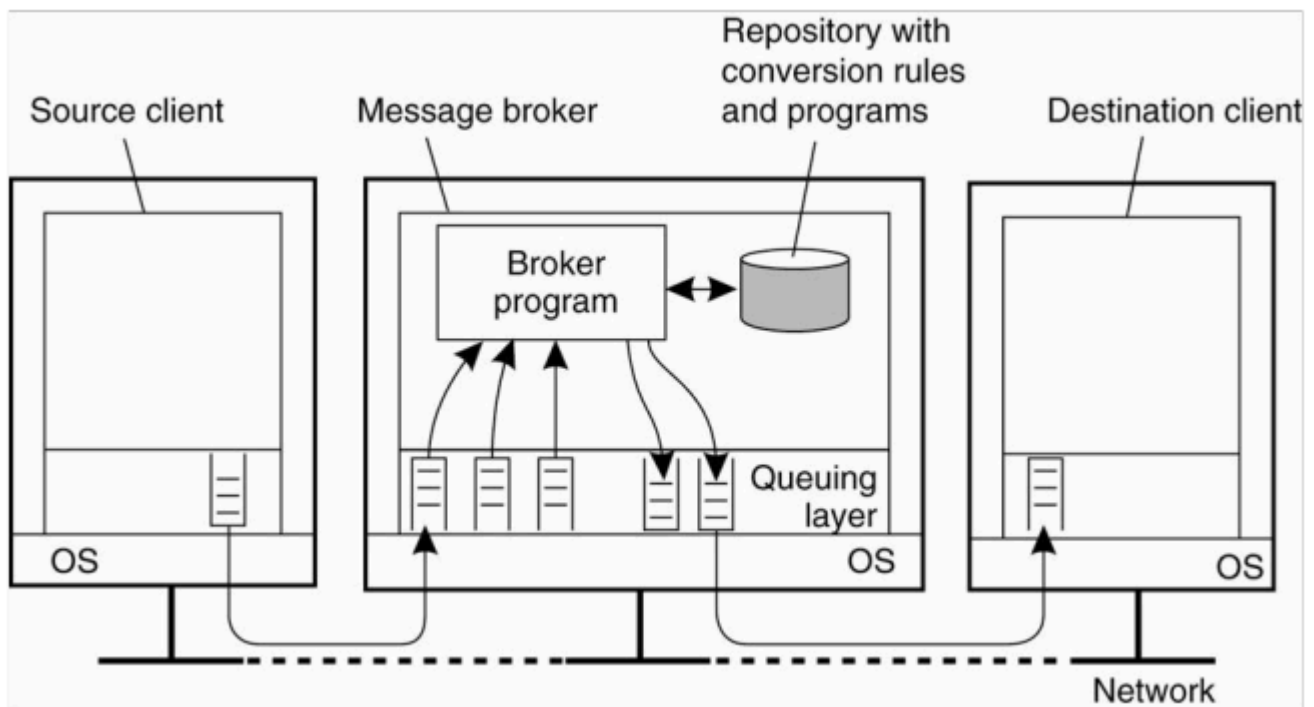 Source client
Message broker
Repository with
conversion rules
and programs
Destination client
Broker
program
Queuing
layer
OS
OS
OS
Network